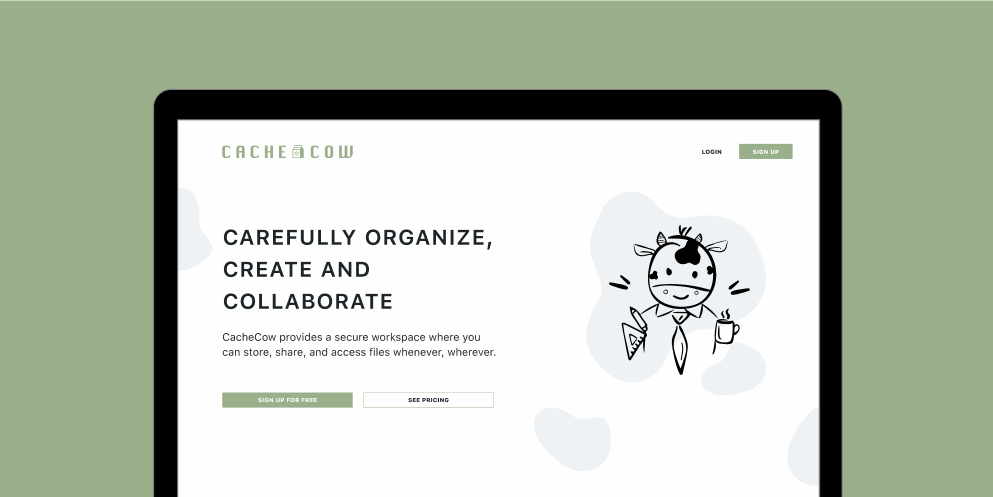 CACHE COW
LOGIN
SIGN UP
CAREFULLY ORGANIZE,
CREATE AND
COLLABORATE
CacheCow provides a secure workspace where you
can store, share, and access files whenever, wherever.
SIGN UP FOR FREE
SEE PRICING